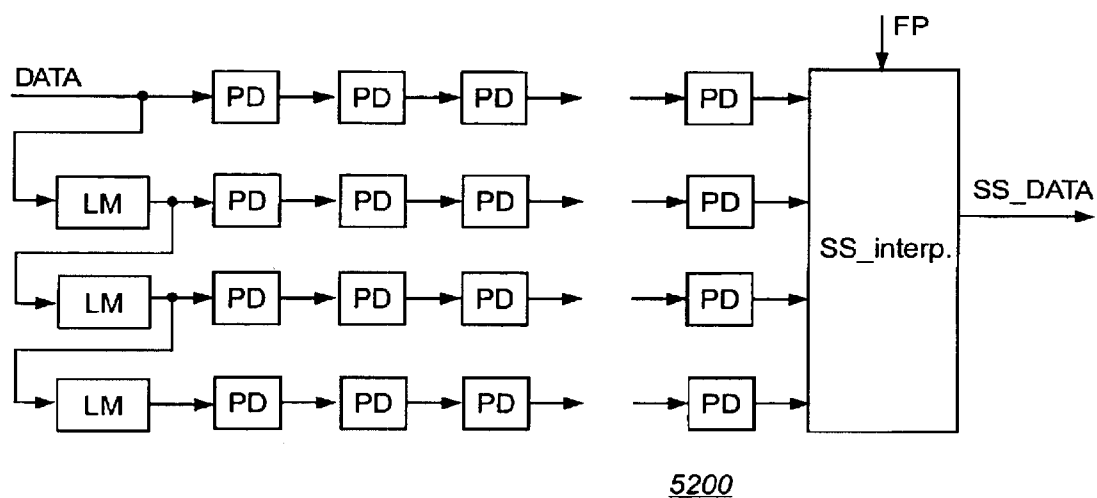 FP
DATA
PD PD PD PD
LM PD PD PD PD
SS_DATA
SS_interp.
LM PD PD PD PD
LM PD PD PD PD
5200